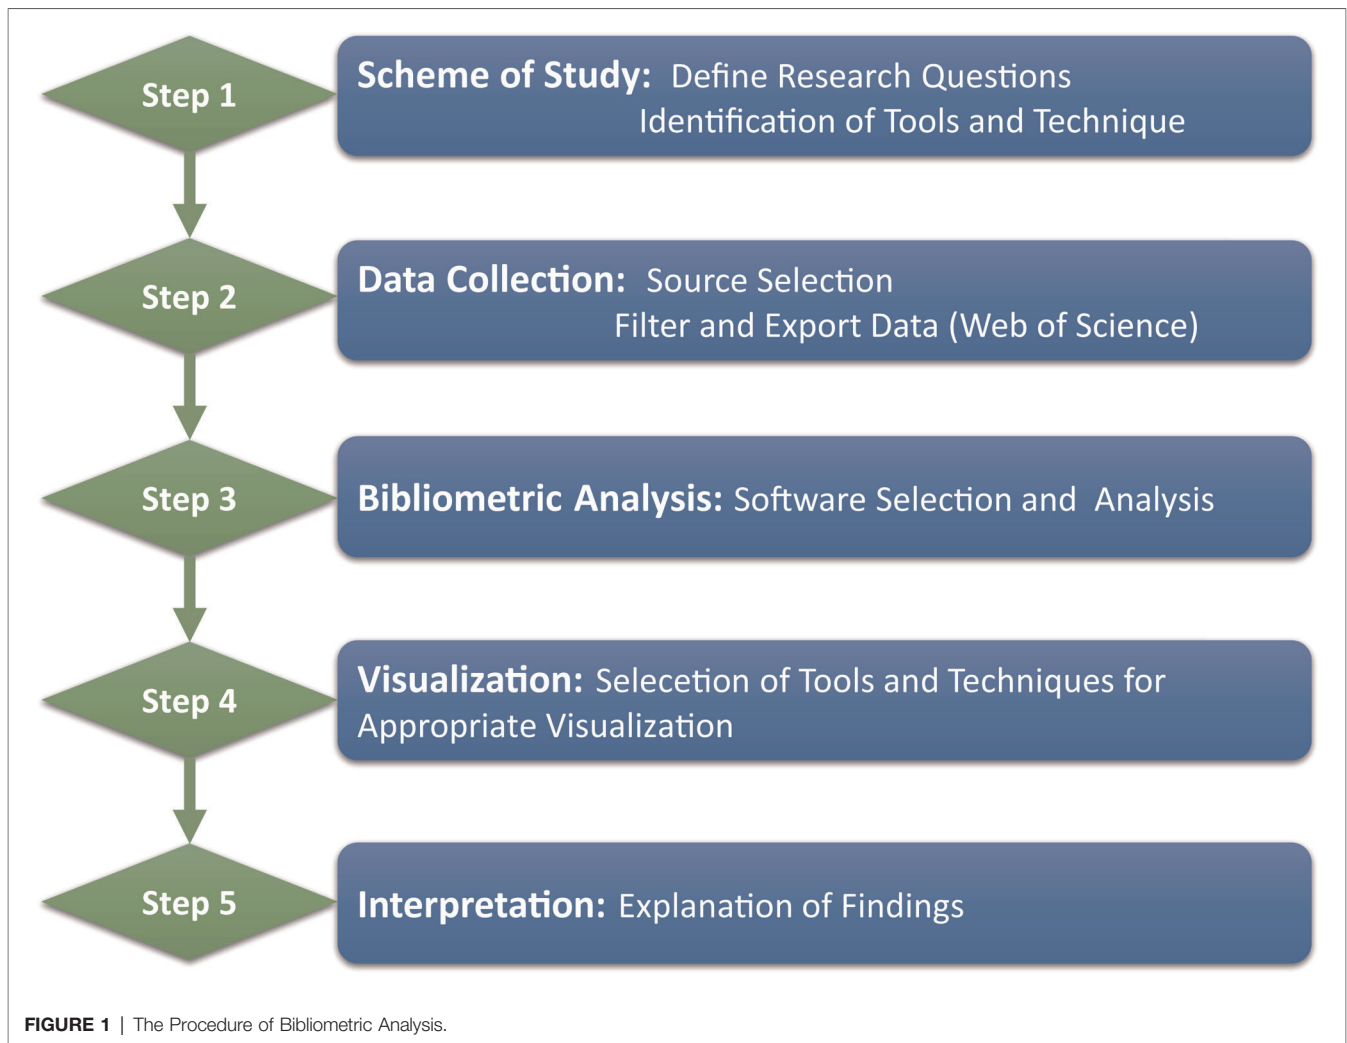 Step 1
Scheme of Study: Define Research Questions
Identification of Tools and Technique
Step 2
Data Collection: Source Selection
Filter and Export Data (Web of Science)
Step 3
Bibliometric Analysis: Software Selection and Analysis
Step 4
Visualization: Selecetion of Tools and Techniques for
Appropriate Visualization
Step 5
Interpretation: Explanation of Findings
FIGURE 1 | The Procedure of Bibliometric Analysis.